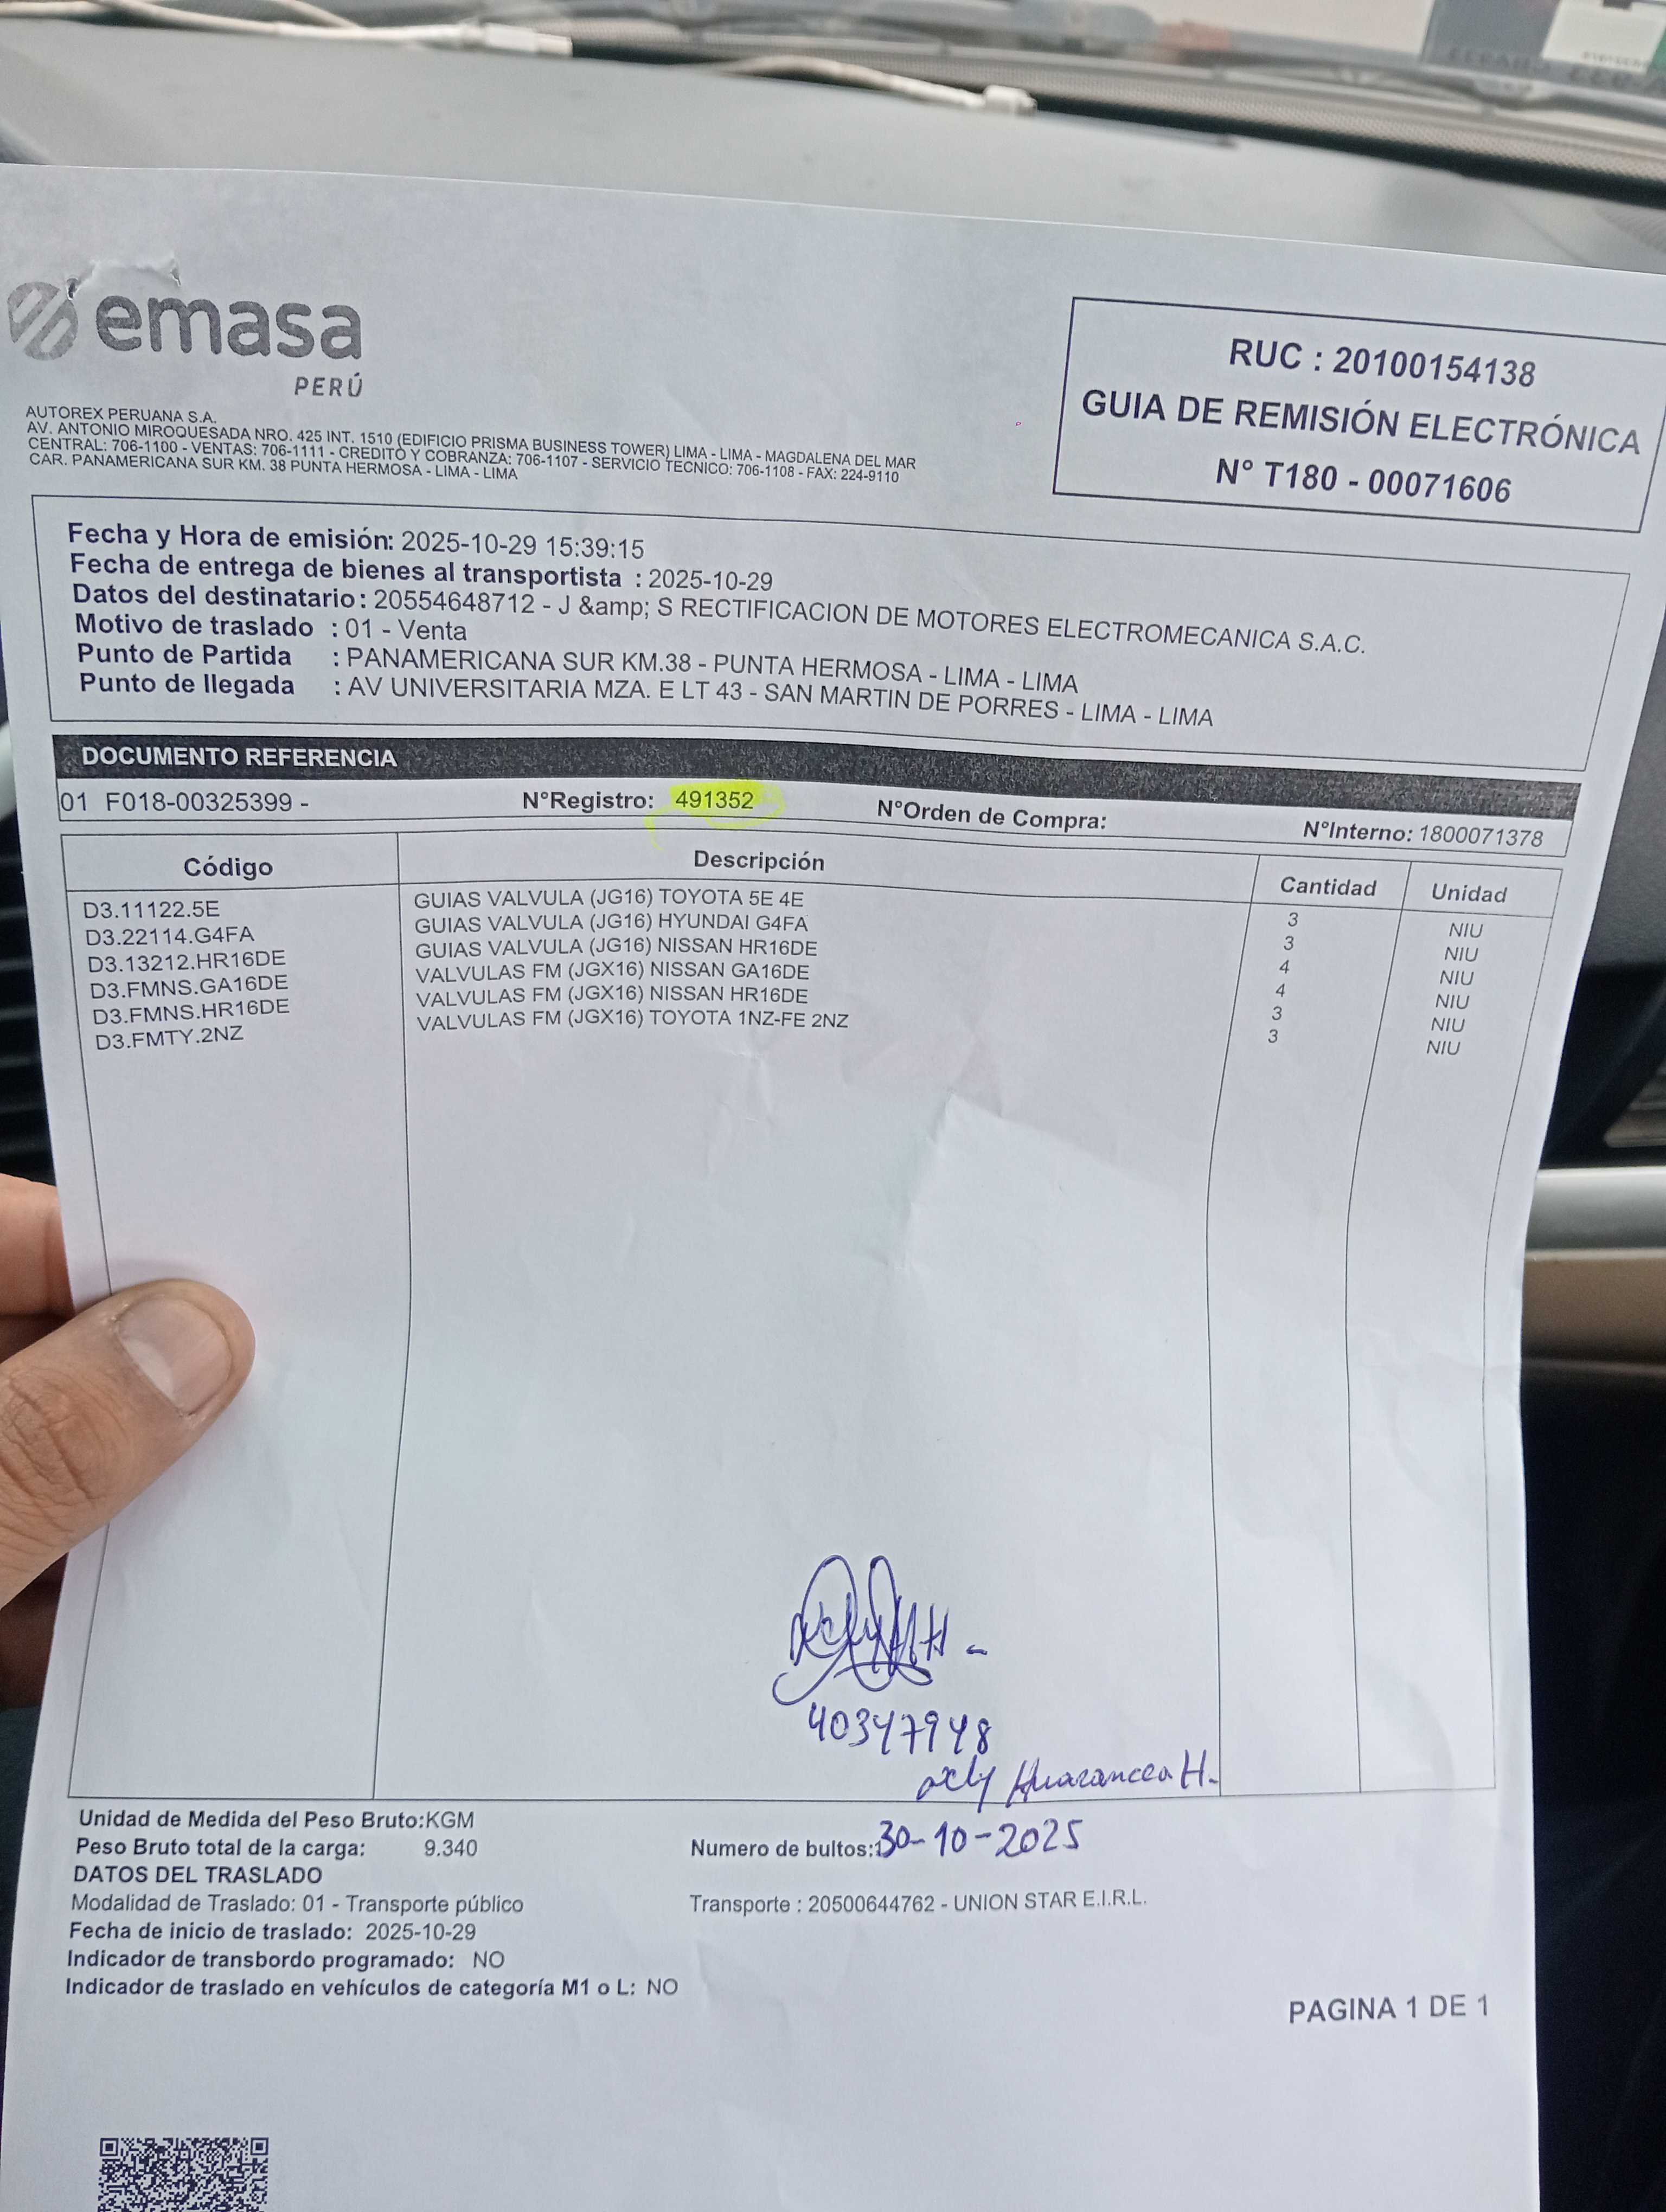 emasa
PERÚ
RUC : 20100154138
GUIA DE REMISIÓN ELECTRÓNICA
N° T180 - 00071606
AUTOREX PERUANA S.A.
AV. ANTONIO MIROQUESADA NRO. 425 INT. 1510 (EDIFICIO PRISMA BUSINESS TOWER) LIMA - LIMA - MAGDALENA DEL MAR
CENTRAL: 706-1100 - VENTAS: 706-1111 - CREDITO Y COBRANZA: 706-1107 - SERVICIO TECNICO: 706-1108 - FAX: 224-9110
CAR. PANAMERICANA SUR KM. 38 PUNTA HERMOSA - LIMA - LIMA
Fecha y Hora de emisión: 2025-10-29 15:39:15
Fecha de entrega de bienes al transportista : 2025-10-29
Datos del destinatario: 20554648712 - J &amp; S RECTIFICACION DE MOTORES ELECTROMECANICA S.A.C.
Motivo de traslado : 01 - Venta
Punto de Partida : PANAMERICANA SUR KM.38 - PUNTA HERMOSA - LIMA - LIMA
Punto de llegada : AV UNIVERSITARIA MZA. E LT 43 - SAN MARTIN DE PORRES - LIMA - LIMA
DOCUMENTO REFERENCIA
01 F018-00325399 - N°Registro: 491352 N°Orden de Compra: N°Interno: 1800071378
Código Descripción Cantidad Unidad
D3.11122.5E GUIAS VALVULA (JG16) TOYOTA 5E 4E 3 NIU
D3.22114.G4FA GUIAS VALVULA (JG16) HYUNDAI G4FA 3 NIU
D3.13212.HR16DE GUIAS VALVULA (JG16) NISSAN HR16DE 4 NIU
D3.FMNS.GA16DE VALVULAS FM (JGX16) NISSAN GA16DE 4 NIU
D3.FMNS.HR16DE VALVULAS FM (JGX16) NISSAN HR16DE 3 NIU
D3.FMTY.2NZ VALVULAS FM (JGX16) TOYOTA 1NZ-FE 2NZ 3 NIU
40347948
Huarancca H.
Unidad de Medida del Peso Bruto:KGM
Peso Bruto total de la carga: 9.340 Numero de bultos: 30-10-2025
DATOS DEL TRASLADO
Modalidad de Traslado: 01 - Transporte público Transporte : 20500644762 - UNION STAR E.I.R.L.
Fecha de inicio de traslado: 2025-10-29
Indicador de transbordo programado: NO
Indicador de traslado en vehículos de categoría M1 o L: NO
PAGINA 1 DE 1